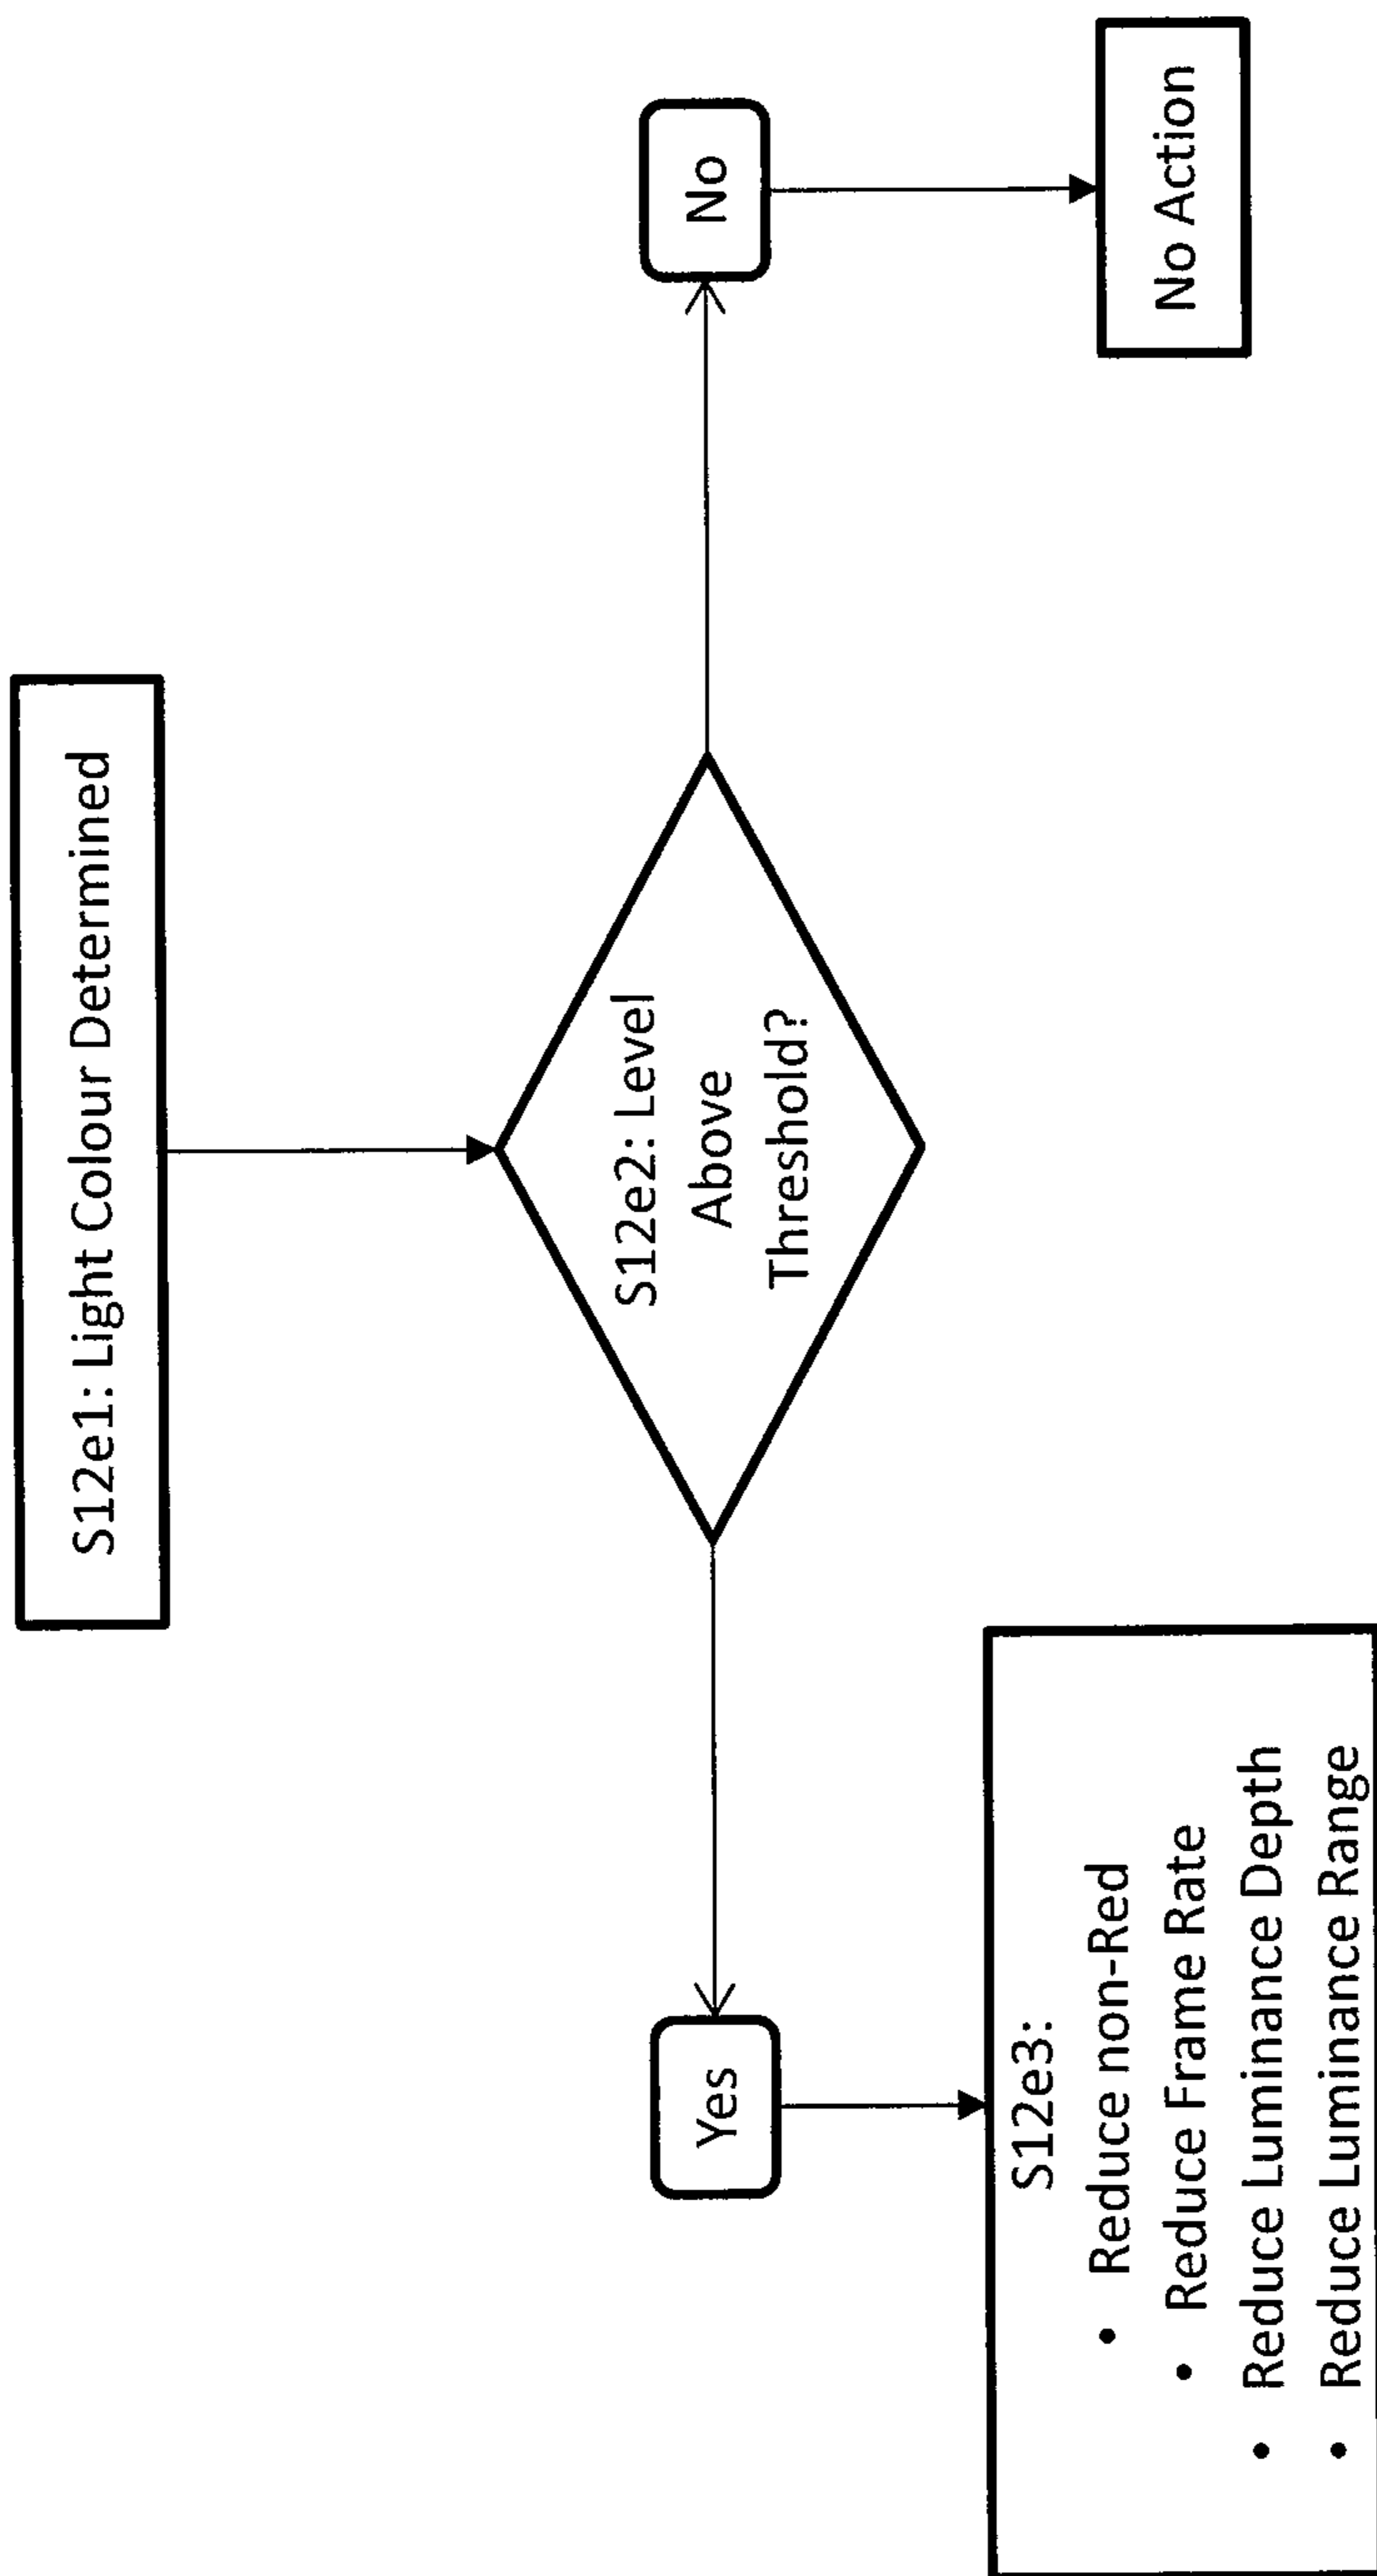 S12e1: Light Colour Determined
S12e2: Level
Above
Threshold?
Yes
No
S12e3:
• Reduce non-Red
• Reduce Frame Rate
• Reduce Luminance Depth
• Reduce Luminance Range
No Action